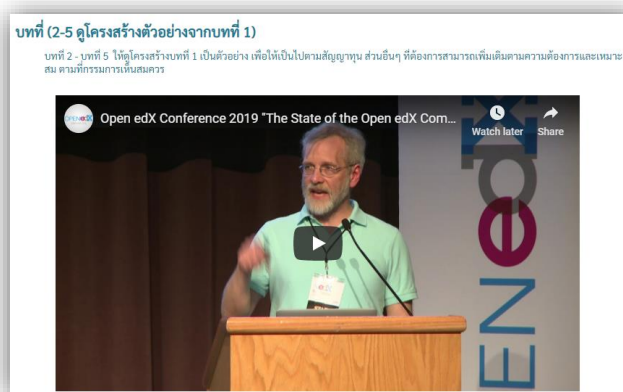 บทที่ (2-5 ดูโครงสร้างตัวอย่างจากบทที่ 1)
บทที่ 2 - บทที่ 5 ให้ดูโครงสร้างบทที่ 1 เป็นตัวอย่าง เพื่อให้เป็นไปตามสัญญาทุน ส่วนอื่นๆ ที่ต้องการสามารถเพิ่มเติมตามความต้องการและเหมาะ
สม ตามที่กรรมการเห็นสมควร
OPENedX
Open edX Conference 2019 "The State of the Open edX Com...
Watch later
Share
EN edX